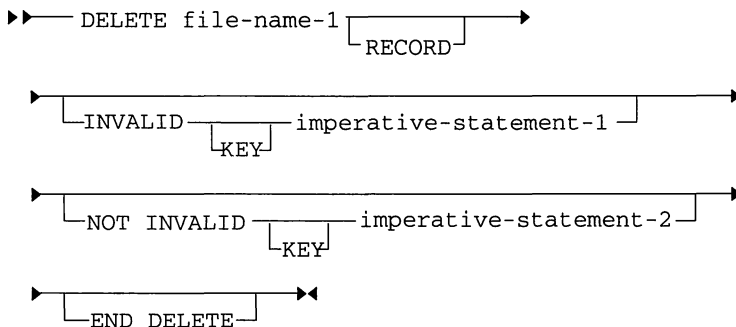 DELETE file-name-1
RECORD
INVALID imperative-statement-1
KEY
NOT INVALID imperative-statement-2
KEY
END DELETE